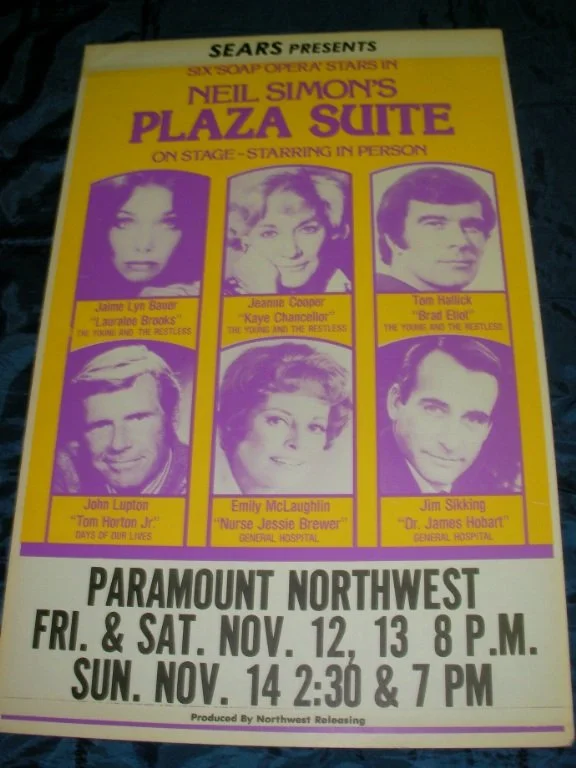 SEARS PRESENTS
SIX 'SOAP OPERA' STARS IN
NEIL SIMON'S
PLAZA SUITE
ON STAGE - STARRING IN PERSON
Jaime Lyn Bauer
"Lauralee Brooks"
THE YOUNG AND THE RESTLESS
Jeanne Cooper
"Kaye Chancellor"
THE YOUNG AND THE RESTLESS
Tom Hallick
"Brad Eliot"
THE YOUNG AND THE RESTLESS
John Lupton
"Tom Horton Jr"
DAYS OF OUR LIVES
Emily McLaughlin
"Nurse Jessie Brewer"
GENERAL HOSPITAL
Jim Sikking
"Dr. James Hobart"
GENERAL HOSPITAL
PARAMOUNT NORTHWEST
FRI. & SAT. NOV. 12, 13 8 P.M.
SUN. NOV. 14 2:30 & 7 PM
Produced By Northwest Releasing